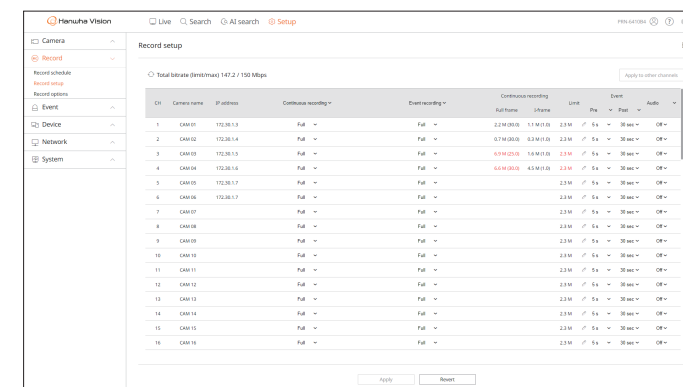 Hanwha Vision
Live Search AI search Setup
PRN-6410B4
Camera
Record
Record schedule
Record setup
Record options
Event
Device
Network
System
Record setup
Total bitrate (limit/max) 147.2 / 150 Mbps
Apply to other channels
CH Camera name IP address Continuous recording Event recording Continuous recording Limit Event Audio
Full frame I-frame Pre Post
1 CAM 01 172.30.1.3 Full Full 2.2 M (30.0) 1.1 M (1.0) 2.3 M 5 s 30 sec Off
2 CAM 02 172.30.1.4 Full Full 0.7 M (30.0) 0.3 M (1.0) 2.3 M 5 s 30 sec Off
3 CAM 03 172.30.1.5 Full Full 6.9 M (25.0) 1.6 M (1.0) 2.3 M 5 s 30 sec Off
4 CAM 04 172.30.1.6 Full Full 6.6 M (30.0) 4.5 M (1.0) 2.3 M 5 s 30 sec Off
5 CAM 05 172.30.1.7 Full Full 2.3 M 5 s 30 sec Off
6 CAM 06 172.30.1.7 Full Full 2.3 M 5 s 30 sec Off
7 CAM 07 Full Full 2.3 M 5 s 30 sec Off
8 CAM 08 Full Full 2.3 M 5 s 30 sec Off
9 CAM 09 Full Full 2.3 M 5 s 30 sec Off
10 CAM 10 Full Full 2.3 M 5 s 30 sec Off
11 CAM 11 Full Full 2.3 M 5 s 30 sec Off
12 CAM 12 Full Full 2.3 M 5 s 30 sec Off
13 CAM 13 Full Full 2.3 M 5 s 30 sec Off
14 CAM 14 Full Full 2.3 M 5 s 30 sec Off
15 CAM 15 Full Full 2.3 M 5 s 30 sec Off
16 CAM 16 Full Full 2.3 M 5 s 30 sec Off
Apply Revert